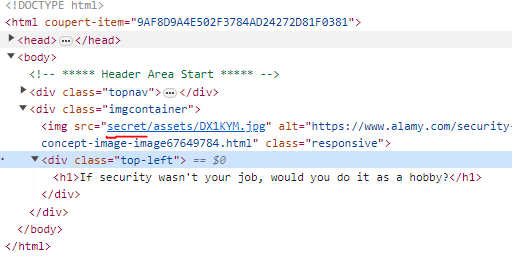 <!DOCTYPE html>
<html coupert-item="9AF8D9A4E502F3784AD24272D81F0381">
<head> ⋯ </head>
<body>
<!-- ***** Header Area Start ***** -->
<div class="topnav"> ⋯ </div>
<div class="imgcontainer">
<img src="secret/assets/DX1KYM.jpg" alt="https://www.alamy.com/security-
concept-image-image67649784.html" class="responsive">
<div class="top-left"> == $0
<h1>If security wasn't your job, would you do it as a hobby?</h1>
</div>
</div>
</body>
</html>